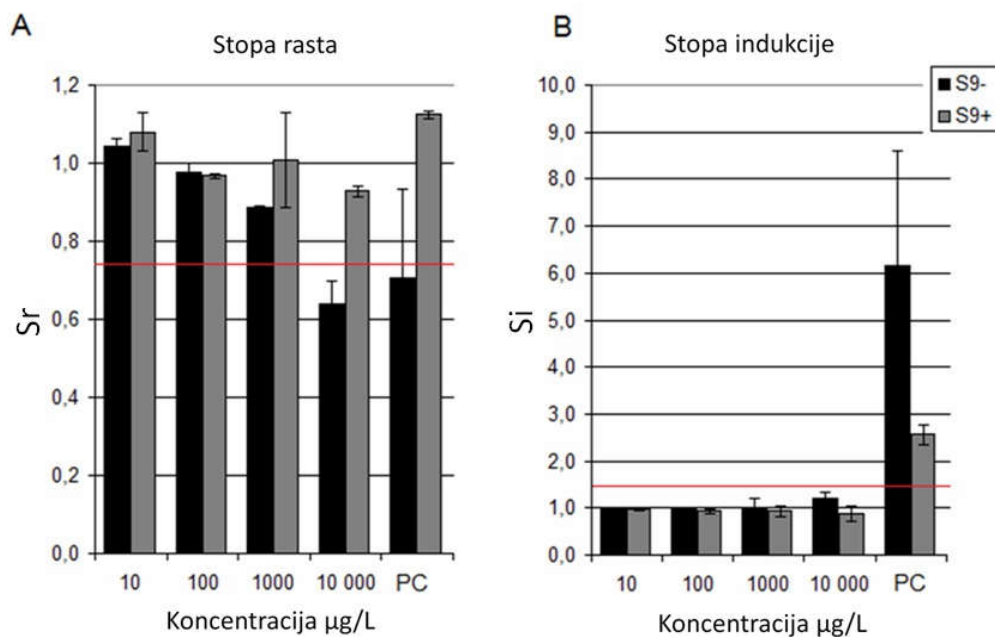 A
Stopa rasta
1,2
1,0
0,8
0,6
0,4
0,2
0,0
Sr
10 100 1000 10 000 PC
Koncentracija µg/L
B
Stopa indukcije
10,0
9,0
8,0
7,0
6,0
5,0
4,0
3,0
2,0
1,0
0,0
Si
10 100 1000 10 000 PC
Koncentracija µg/L
S9-
S9+